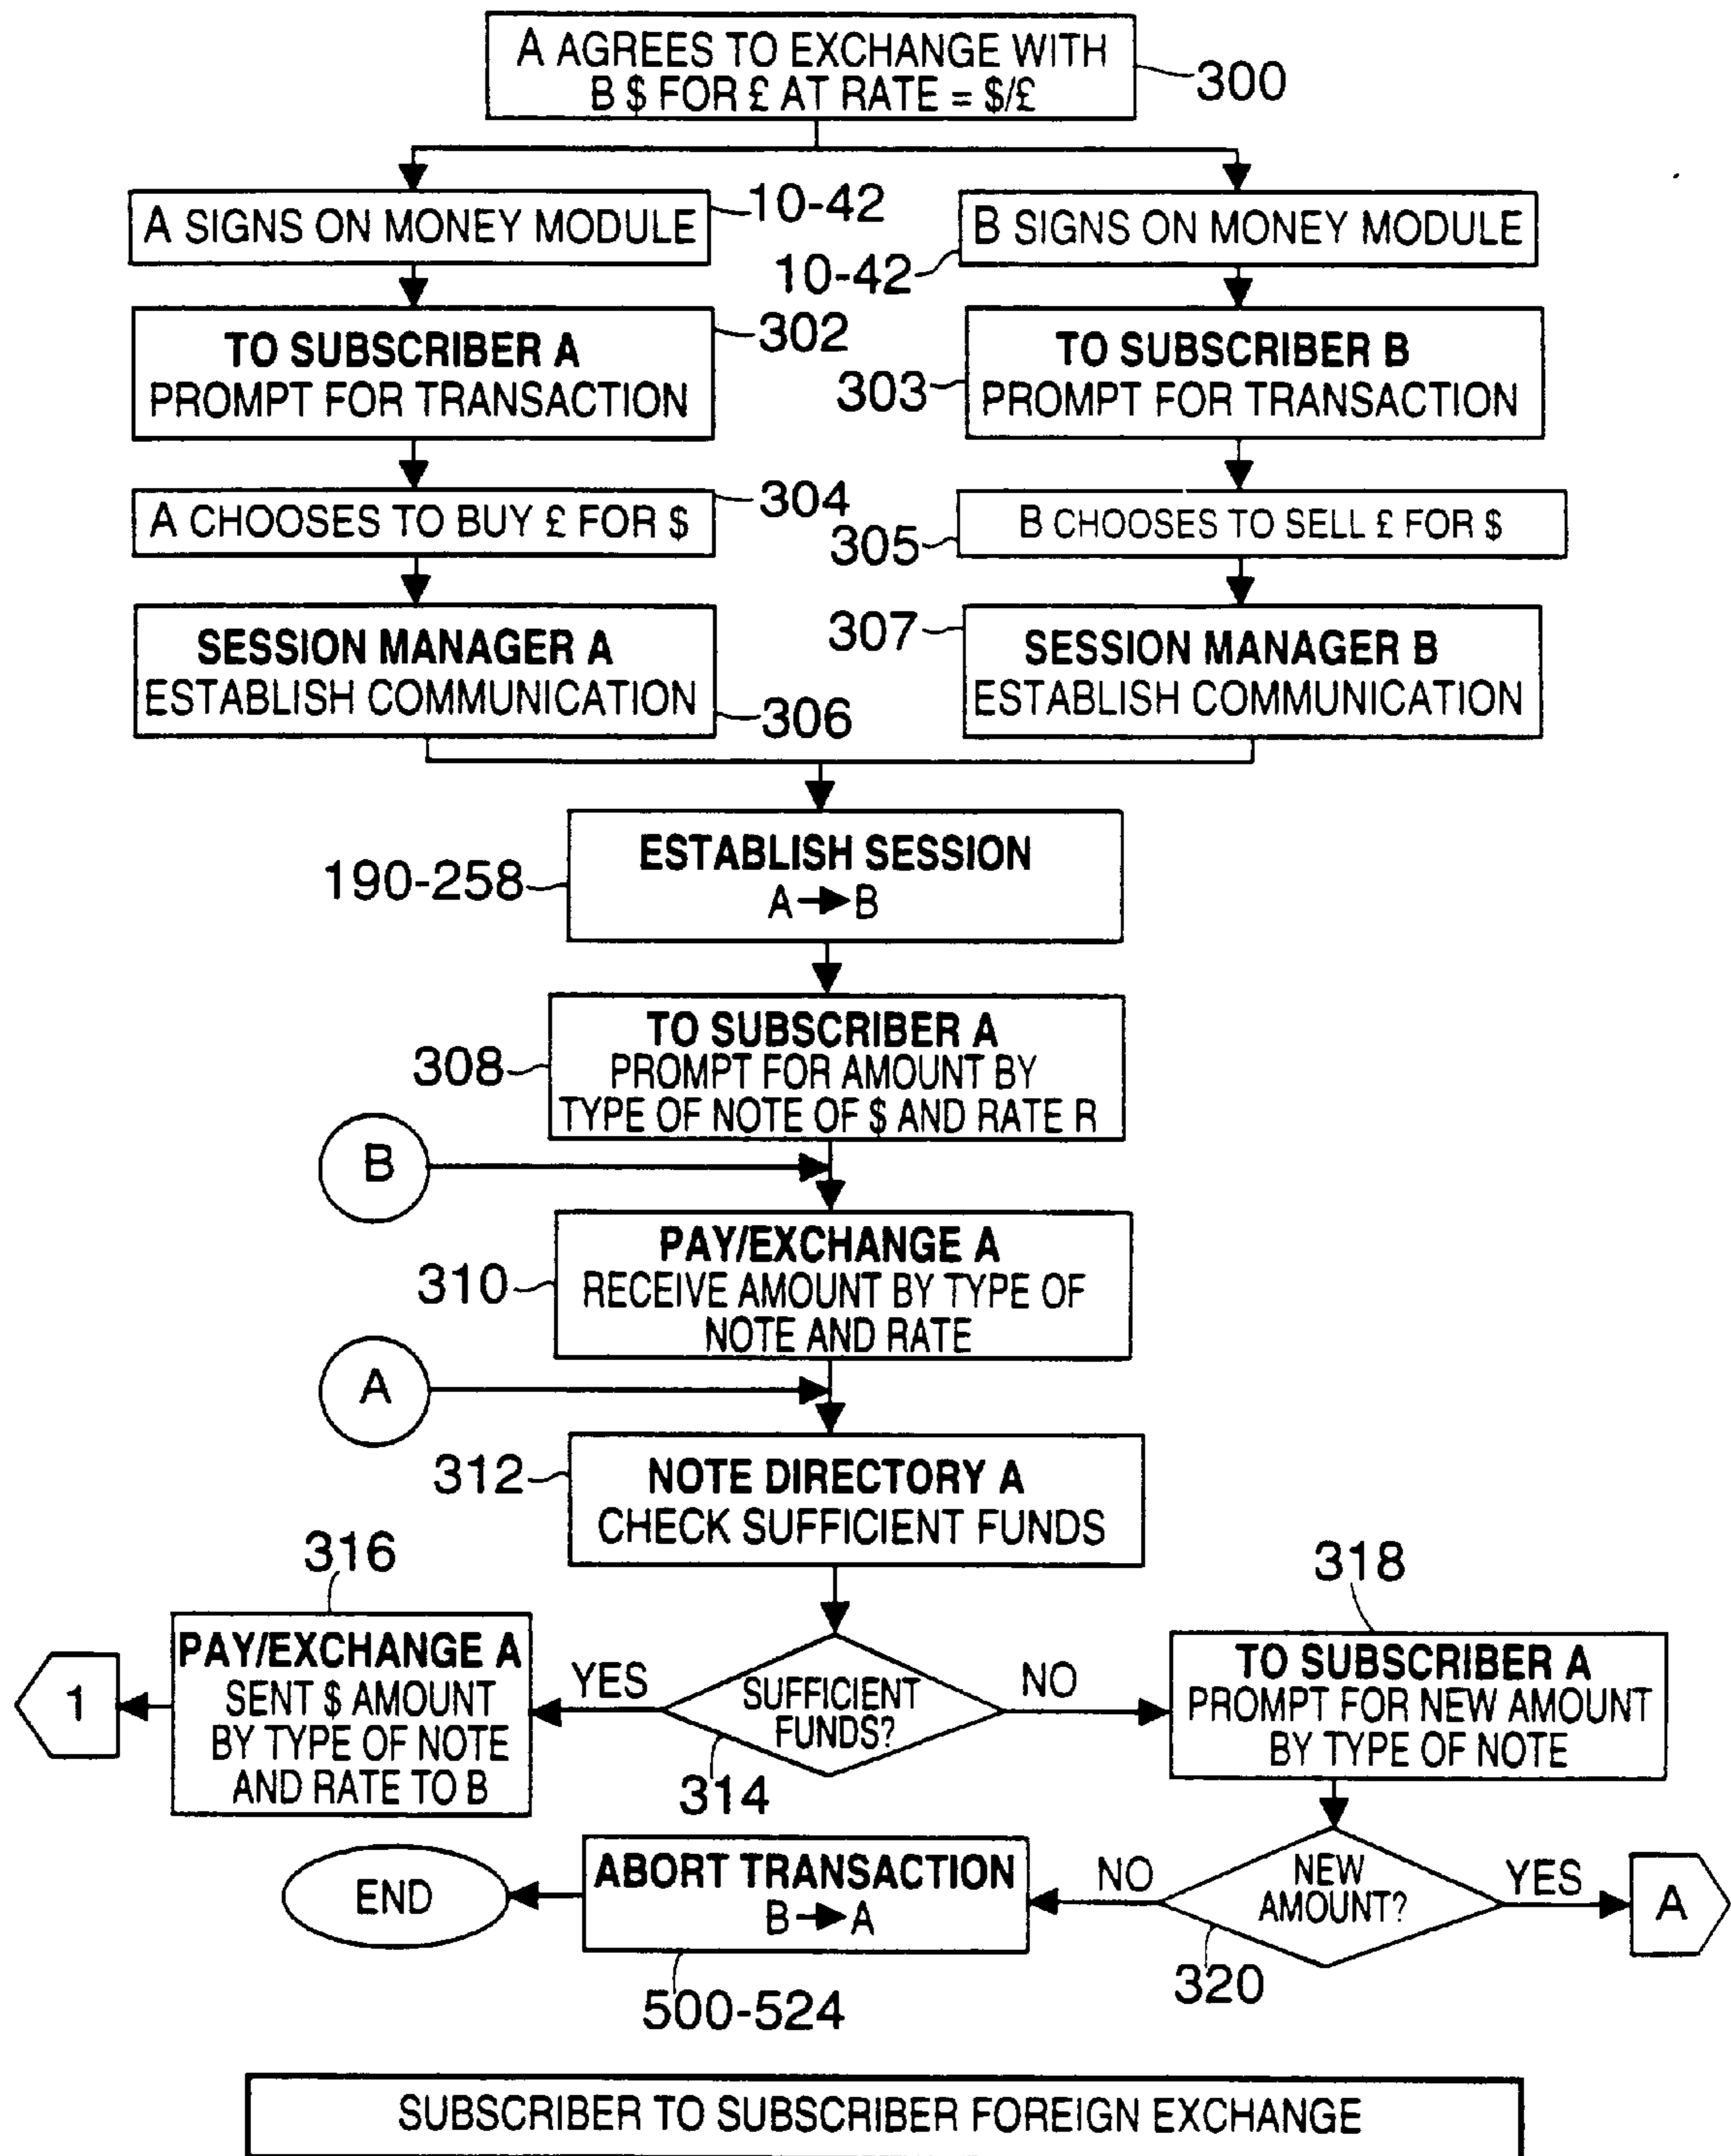 A AGREES TO EXCHANGE WITH
B $ FOR £ AT RATE = $/£
300
A SIGNS ON MONEY MODULE
10-42
B SIGNS ON MONEY MODULE
10-42
TO SUBSCRIBER A
PROMPT FOR TRANSACTION
302
TO SUBSCRIBER B
PROMPT FOR TRANSACTION
303
A CHOOSES TO BUY £ FOR $
304
B CHOOSES TO SELL £ FOR $
305
SESSION MANAGER A
ESTABLISH COMMUNICATION
306
SESSION MANAGER B
ESTABLISH COMMUNICATION
307
ESTABLISH SESSION
A→B
190-258
TO SUBSCRIBER A
PROMPT FOR AMOUNT BY
TYPE OF NOTE OF $ AND RATE R
308
B
PAY/EXCHANGE A
RECEIVE AMOUNT BY TYPE OF
NOTE AND RATE
310
A
NOTE DIRECTORY A
CHECK SUFFICIENT FUNDS
312
SUFFICIENT
FUNDS?
314
YES
NO
316
PAY/EXCHANGE A
SENT $ AMOUNT
BY TYPE OF NOTE
AND RATE TO B
1
318
TO SUBSCRIBER A
PROMPT FOR NEW AMOUNT
BY TYPE OF NOTE
NEW
AMOUNT?
320
NO
YES
A
ABORT TRANSACTION
B→A
500-524
END
SUBSCRIBER TO SUBSCRIBER FOREIGN EXCHANGE